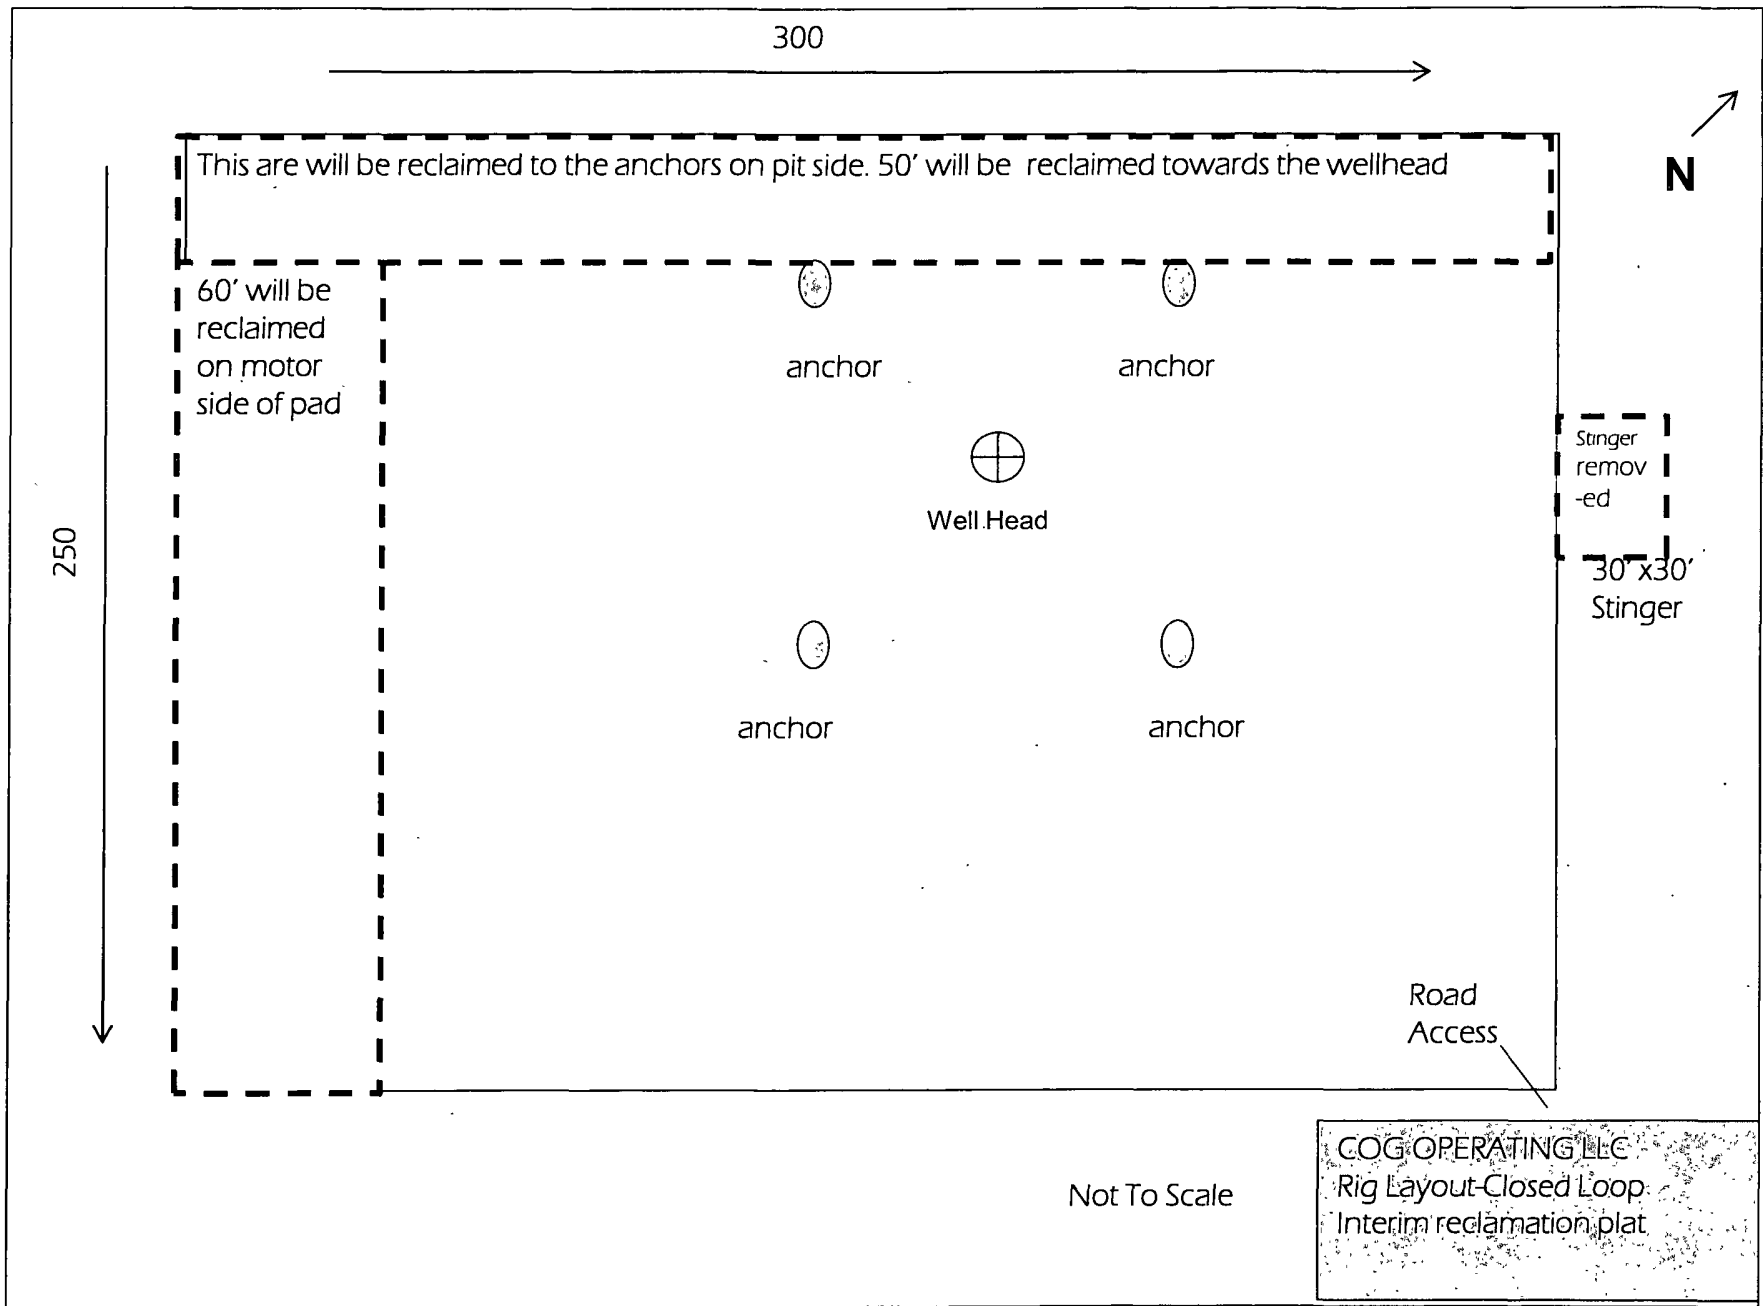 300
N
This are will be reclaimed to the anchors on pit side. 50' will be reclaimed towards the wellhead
60' will be
reclaimed
on motor
side of pad
anchor
anchor
Stinger
remov
-ed
Well Head
250
30'x30'
Stinger
anchor
anchor
Road
Access
Not To Scale
COG OPERATING LLC
Rig Layout-Closed Loop
Interim reclamation plat